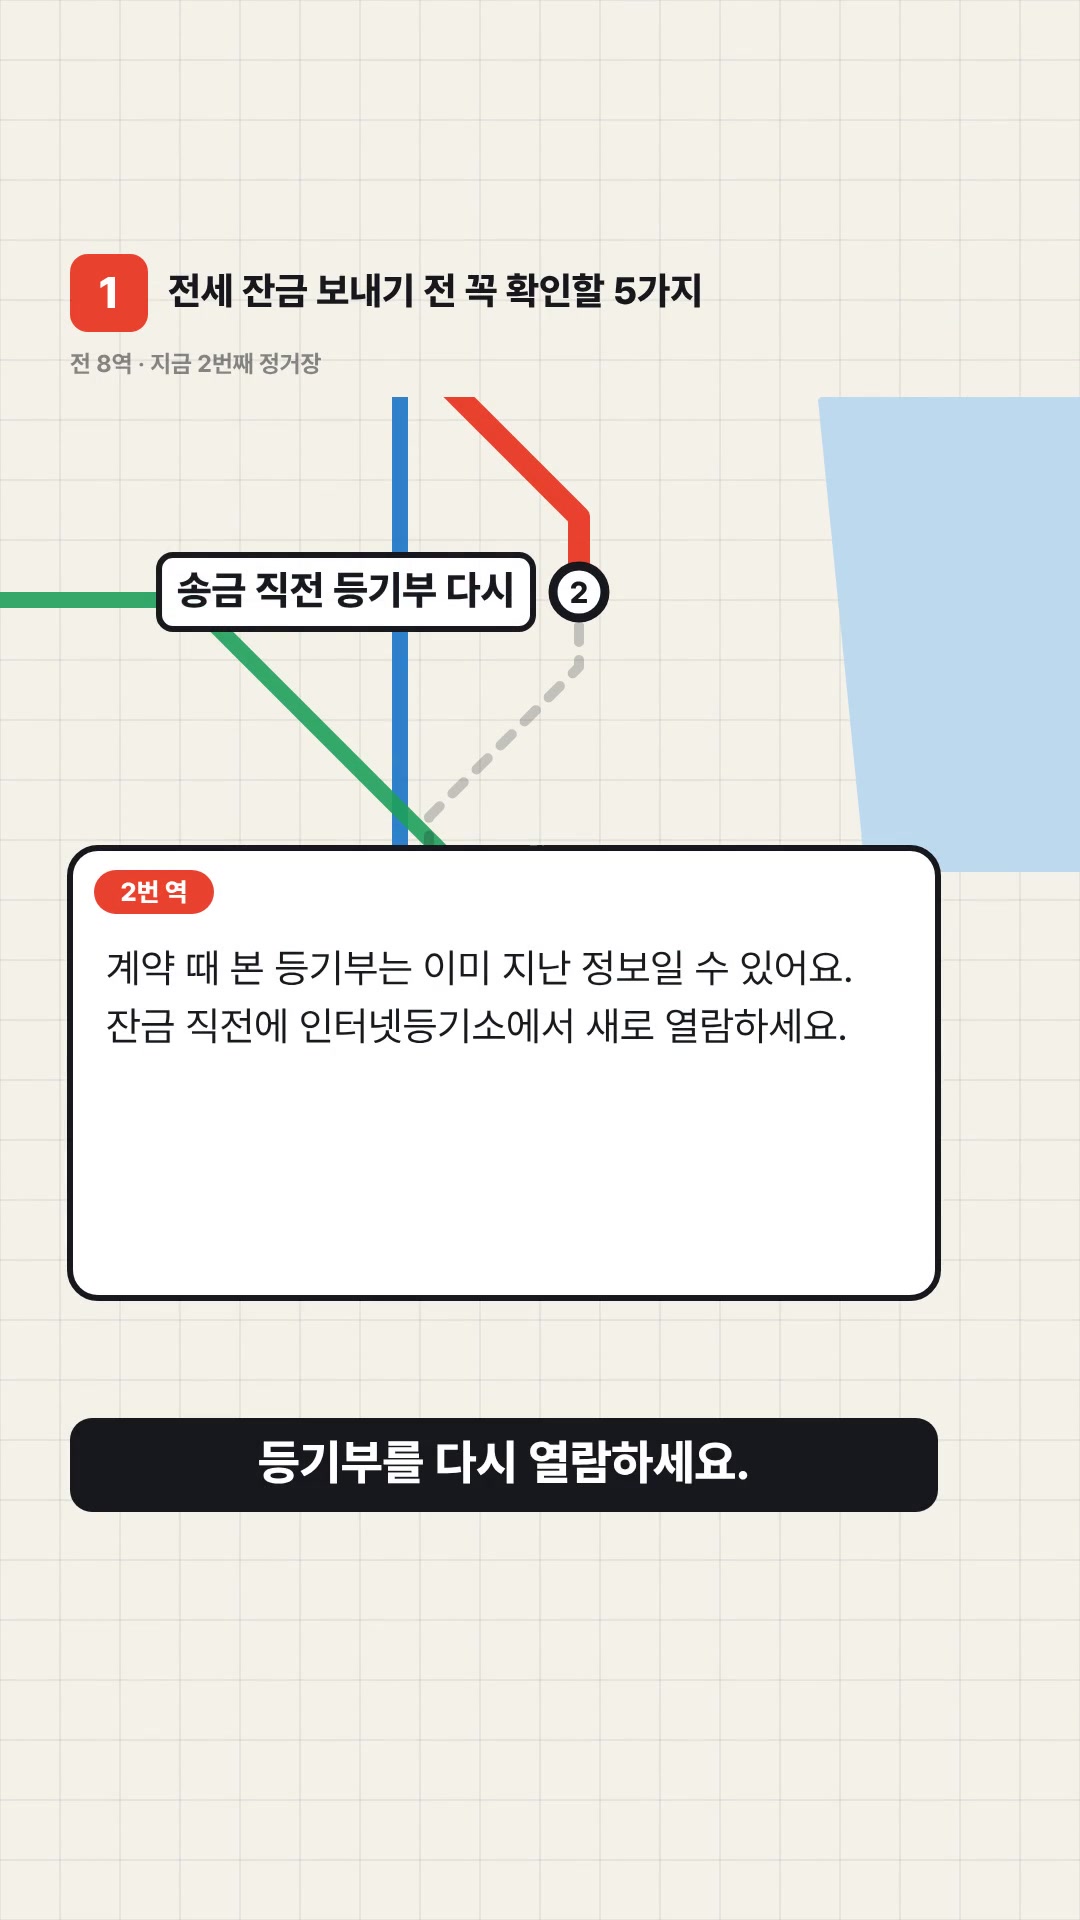 1
전세 잔금 보내기 전 꼭 확인할 5가지
전 8역 · 지금 2번째 정거장
송금 직전 등기부 다시
2
2번 역
계약 때 본 등기부는 이미 지난 정보일 수 있어요.
잔금 직전에 인터넷등기소에서 새로 열람하세요.
등기부를 다시 열람하세요.